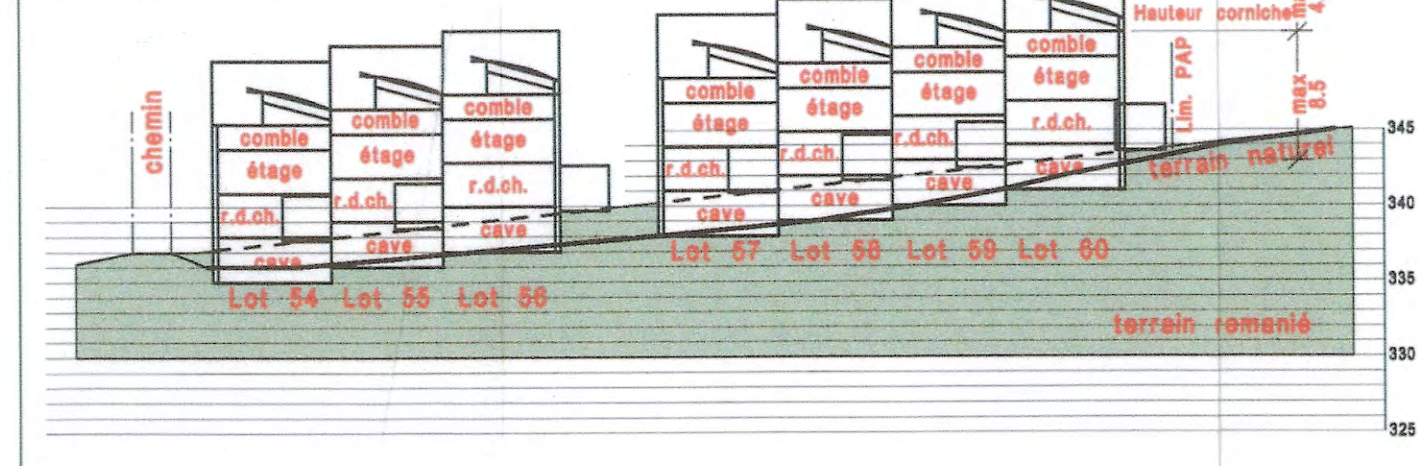 Hauteur corniche
max
4.
Lim. PAP
max
8.5
chemin
combie
étage
r.d.ch.
cave
combie
étage
r.d.ch.
cave
combie
étage
r.d.ch.
cave
combie
étage
r.d.ch.
cave
combie
étage
r.d.ch.
cave
combie
étage
r.d.ch.
cave
combie
étage
r.d.ch.
cave
Lot 54 Lot 55 Lot 56
Lot 57 Lot 58 Lot 59 Lot 60
terrain naturel
terrain remanié
345
340
335
330
325